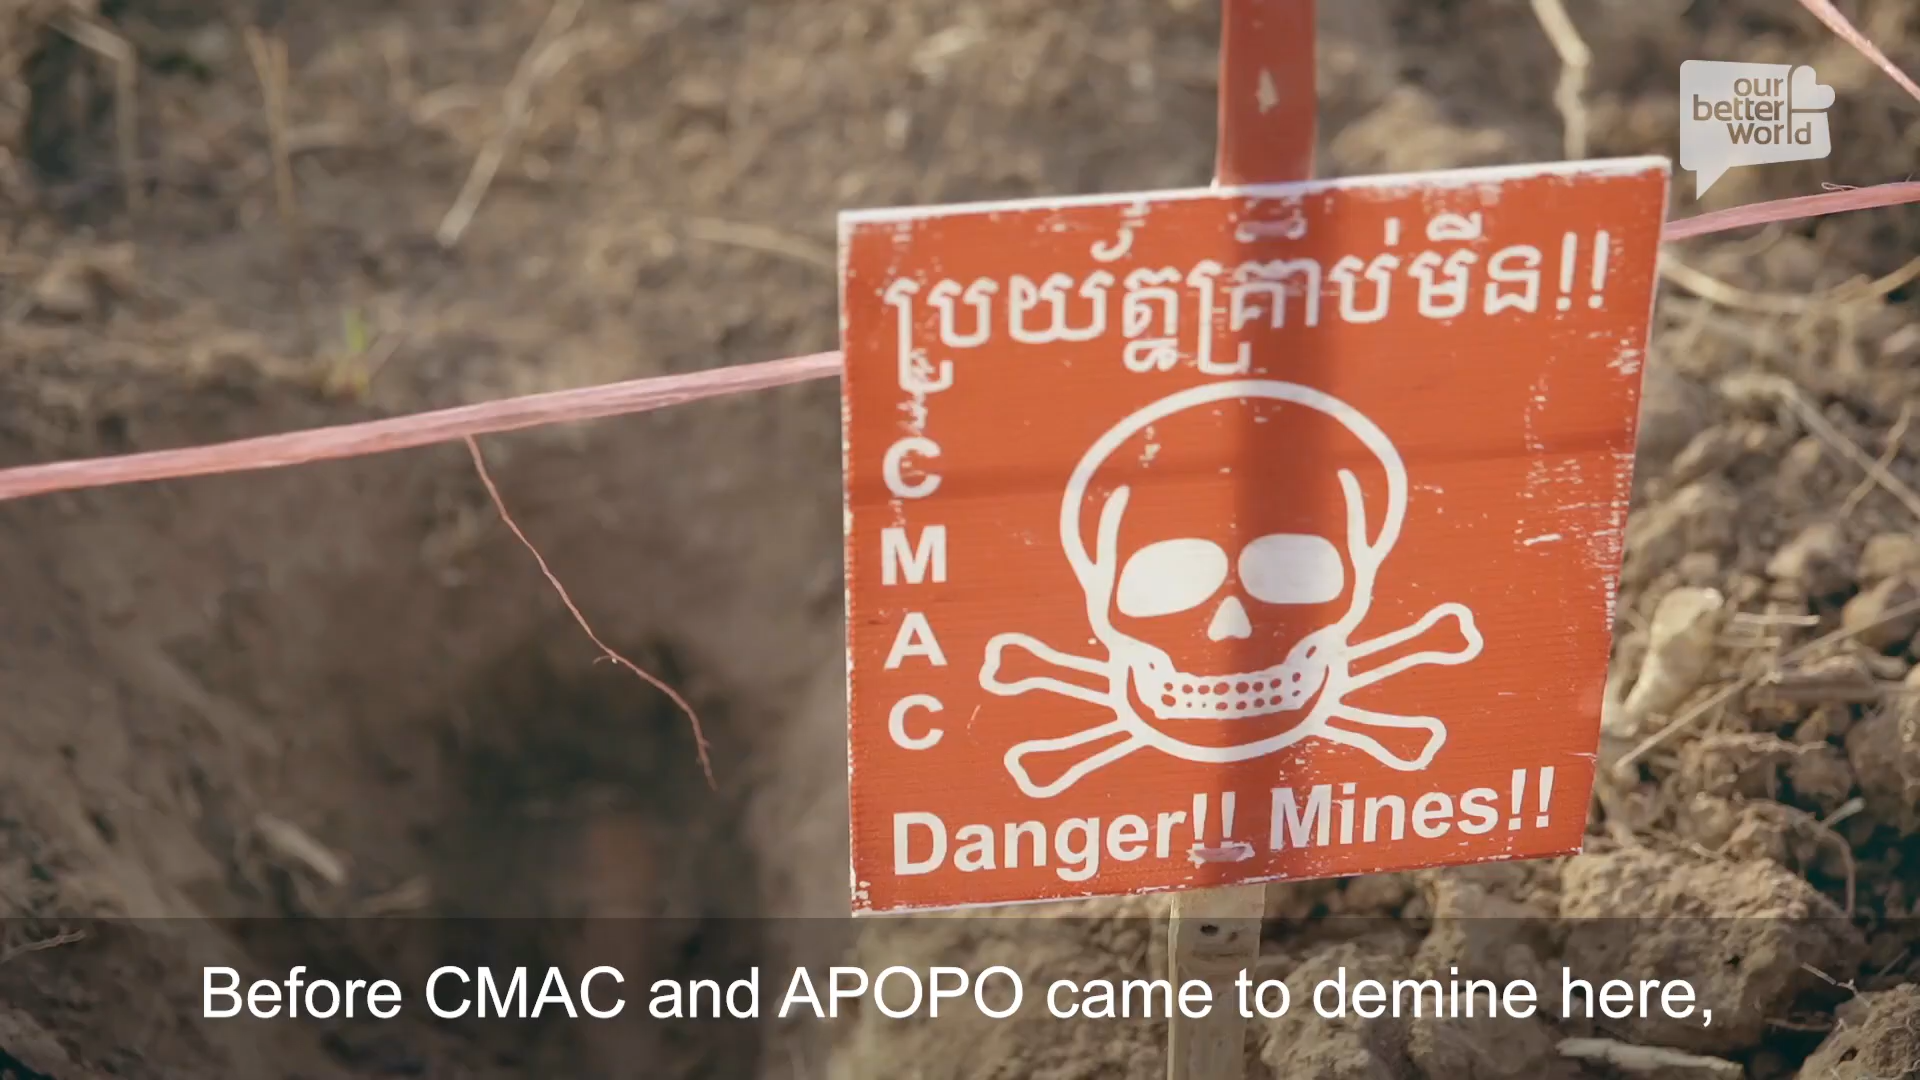 our
better
world
ប្រយ័ត្នគ្រាប់មីន!!
C
M
A
C
Danger!! Mines!!
Before CMAC and APOPO came to demine here,